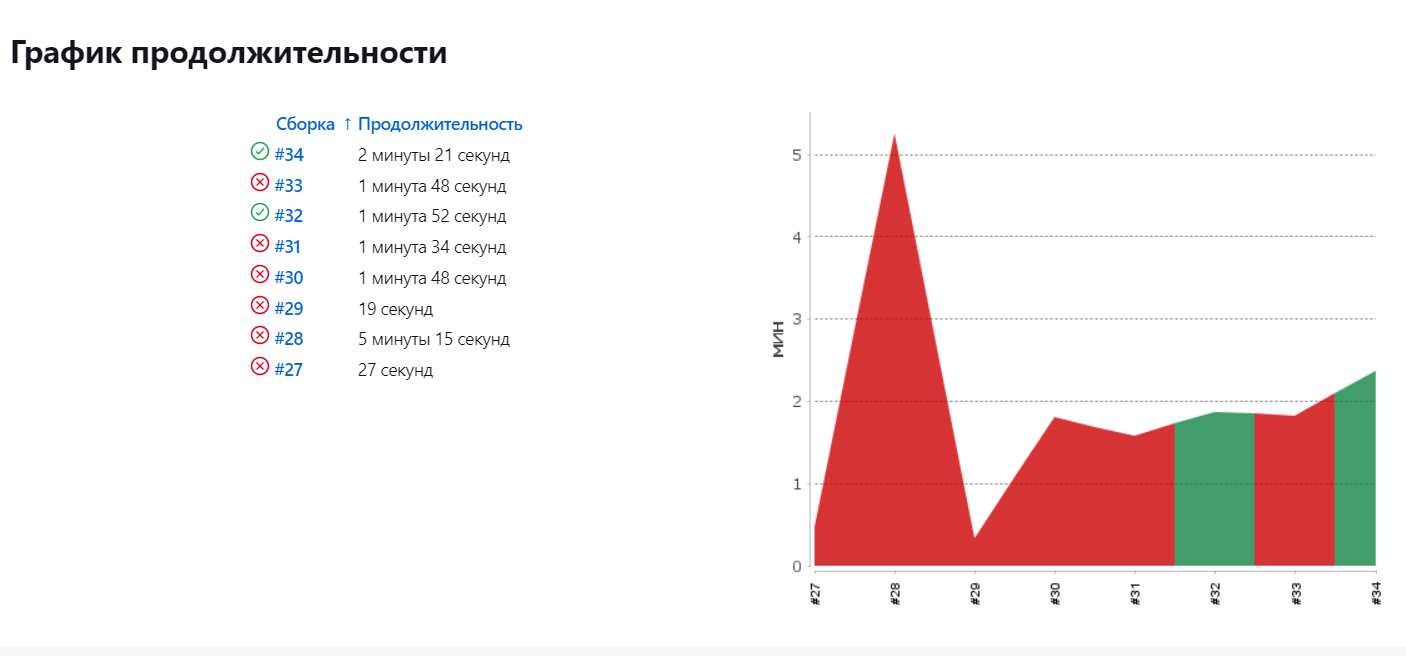 График продолжительности
Сборка ↑ Продолжительность
#34 2 минуты 21 секунд
#33 1 минута 48 секунд
#32 1 минута 52 секунд
#31 1 минута 34 секунд
#30 1 минута 48 секунд
#29 19 секунд
#28 5 минуты 15 секунд
#27 27 секунд
5
4
3
2
1
0
мин
#27 #28 #29 #30 #31 #32 #33 #34